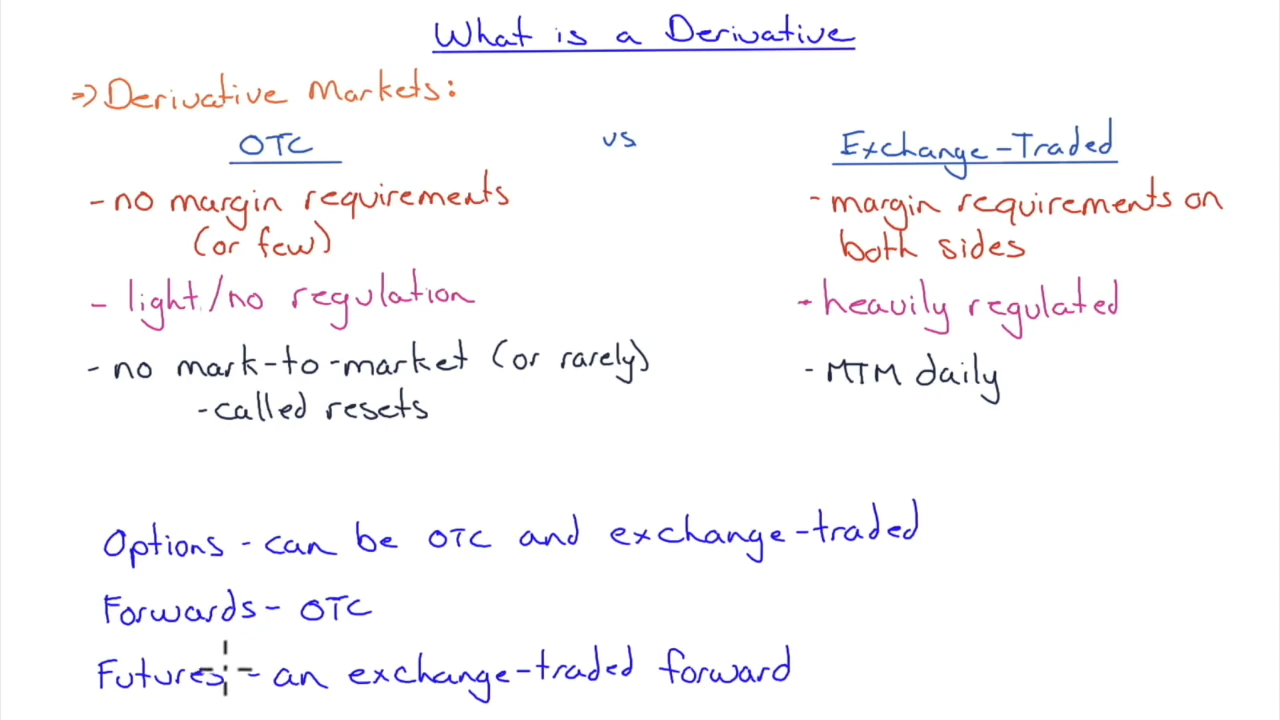 What is a Derivative
=> Derivative Markets:
OTC vs Exchange-Traded
- no margin requirements
(or few)
- margin requirements on
both sides
- light/no regulation
- heavily regulated
- no mark-to-market (or rarely)
- called resets
- MTM daily
Options - can be OTC and exchange-traded
Forwards - OTC
Futures - an exchange-traded forward